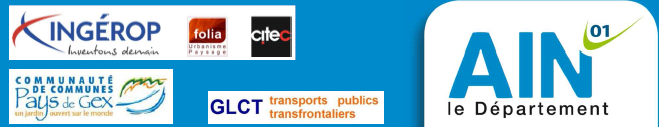 INGÉROP
Inventons demain
folia
Urbanisme
Paysage
citec
COMMUNAUTÉ
DE COMMUNES
Pays de Gex
un jardin ouvert sur le monde
GLCT transports publics
transfrontaliers
AIN 01
le Département